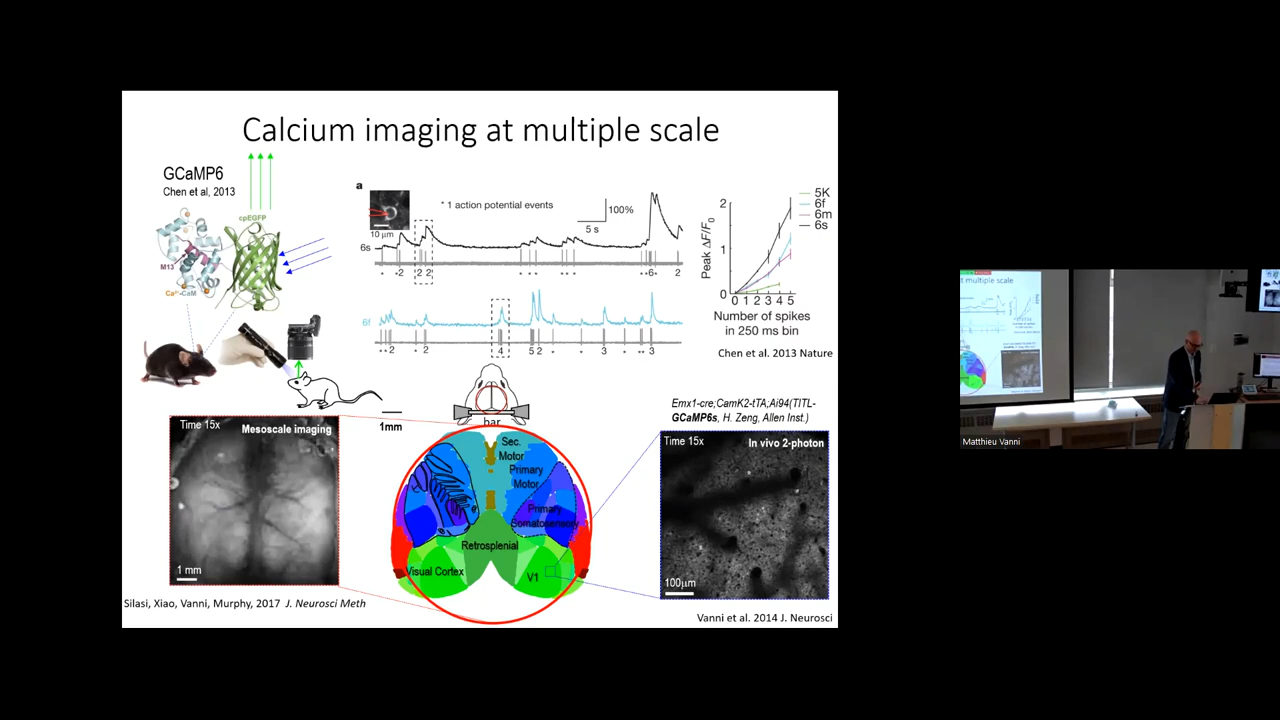 Calcium imaging at multiple scale
GCaMP6
Chen et al, 2013
cpEGFP
M13
Ca²⁺-CaM
a
* 1 action potential events
100%
5 s
10 µm
6s
* 2 2 2 * * * * * * * 6 * 2
6f
* * 2 * 2 4 5 2 * * 3 * * 3
5K
6f
6m
6s
Peak ΔF/F0
2
1
0
0 1 2 3 4 5
Number of spikes
in 250 ms bin
Chen et al. 2013 Nature
1mm
bar
Emx1-cre;CamK2-tTA;Ai94(TITL-
GCaMP6s, H. Zeng, Allen Inst.)
Time 15x
Mesoscale imaging
1 mm
Sec.
Motor
Primary
Motor
Primary
Somatosensory
Retrosplenial
Visual Cortex
V1
Time 15x
In vivo 2-photon
100µm
Silasi, Xiao, Vanni, Murphy, 2017 J. Neurosci Meth
Vanni et al. 2014 J. Neurosci
t multiple scale
Matthieu Vanni